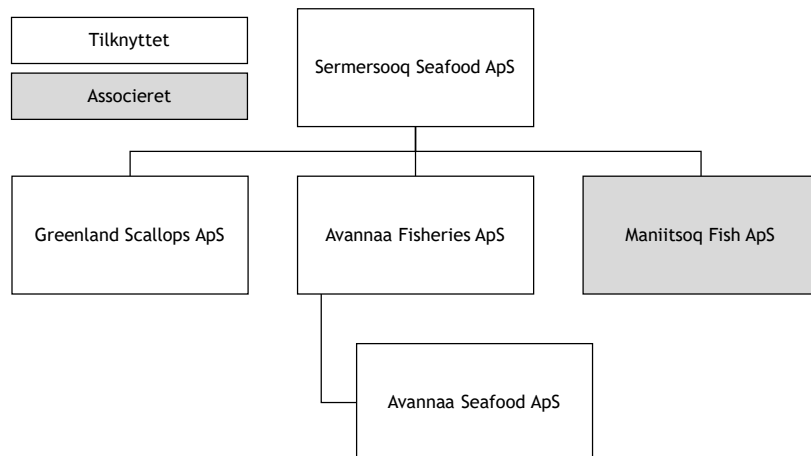 Tilknyttet
Associeret
Sermersooq Seafood ApS
Greenland Scallops ApS
Avannaa Fisheries ApS
Maniitsoq Fish ApS
Avannaa Seafood ApS